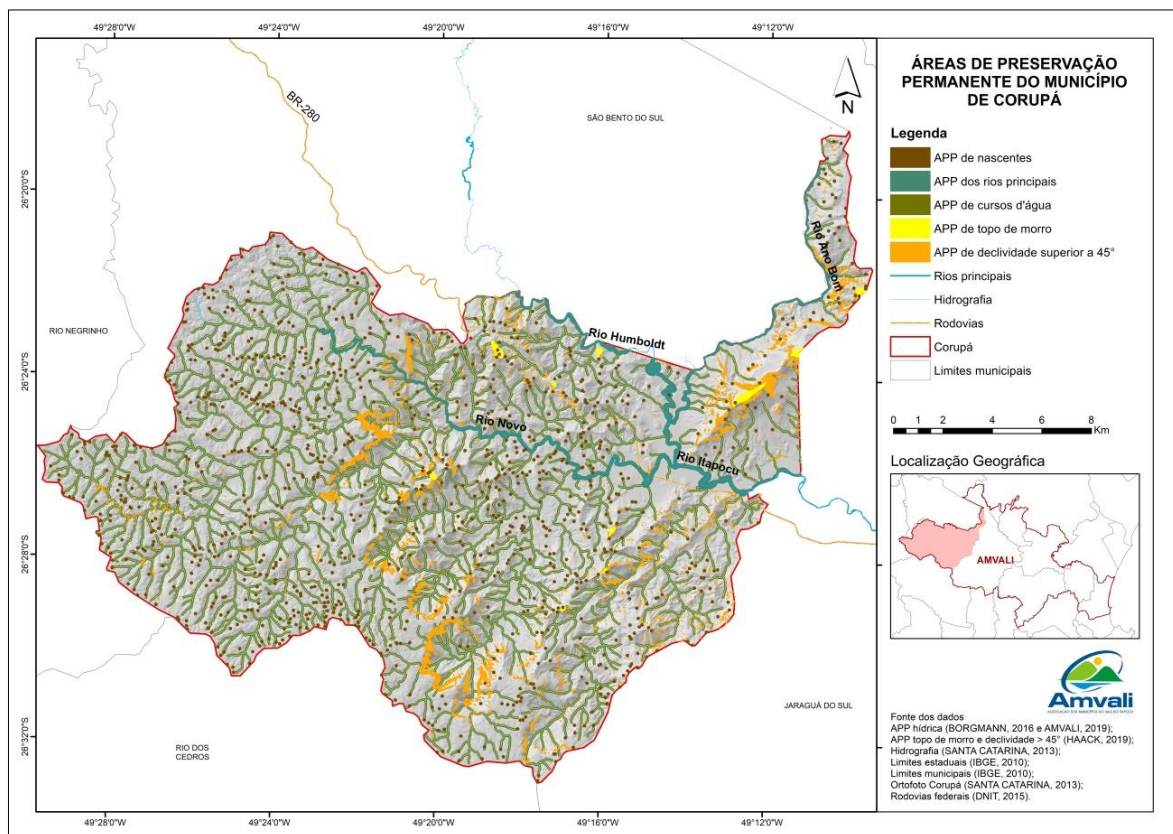 49°28'0"W
49°24'0"W
49°20'0"W
49°16'0"W
49°12'0"W
26°20'0"S
26°24'0"S
26°28'0"S
26°32'0"S
BR-280
SÃO BENTO DO SUL
N
RIO NEGRINHO
Rio Ano Bom
Rio Humboldt
Rio Novo
Rio Itapocu
JARAGUÁ DO SUL
RIO DOS
CEDROS
49°28'0"W
49°24'0"W
49°20'0"W
49°16'0"W
49°12'0"W
ÁREAS DE PRESERVAÇÃO
PERMANENTE DO MUNICÍPIO
DE CORUPÁ
Legenda
APP de nascentes
APP dos rios principais
APP de cursos d'água
APP de topo de morro
APP de declividade superior a 45°
Rios principais
Hidrografia
Rodovias
Corupá
Limites municipais
0 1 2 4 6 8
Km
Localização Geográfica
AMVALI
Amvali
ASSOCIAÇÃO DOS MUNICÍPIOS DO VALE DO ITAPOCU
Fonte dos dados
APP hídrica (BORGMANN, 2016 e AMVALI, 2019);
APP topo de morro e declividade > 45° (HAACK, 2019);
Hidrografia (SANTA CATARINA, 2013);
Limites estaduais (IBGE, 2010);
Limites municipais (IBGE, 2010);
Ortofoto Corupá (SANTA CATARINA, 2013);
Rodovias federais (DNIT, 2015).